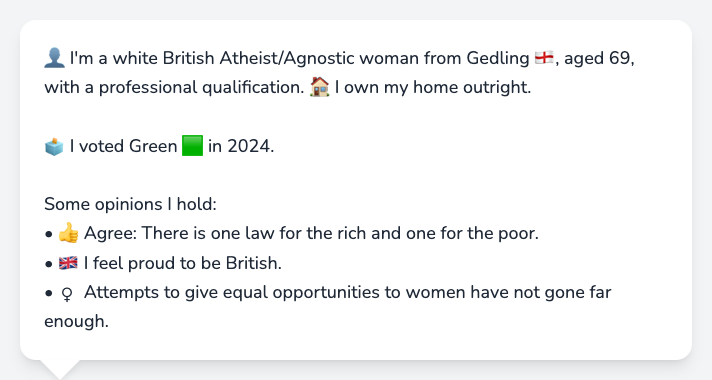 👤 I'm a white British Atheist/Agnostic woman from Gedling 🏴󠁧󠁢󠁥󠁮󠁧󠁿, aged 69,
with a professional qualification. 🏠 I own my home outright.
🗳️ I voted Green 🟩 in 2024.
Some opinions I hold:
• 👍 Agree: There is one law for the rich and one for the poor.
• 🇬🇧 I feel proud to be British.
• ♀️ Attempts to give equal opportunities to women have not gone far
enough.